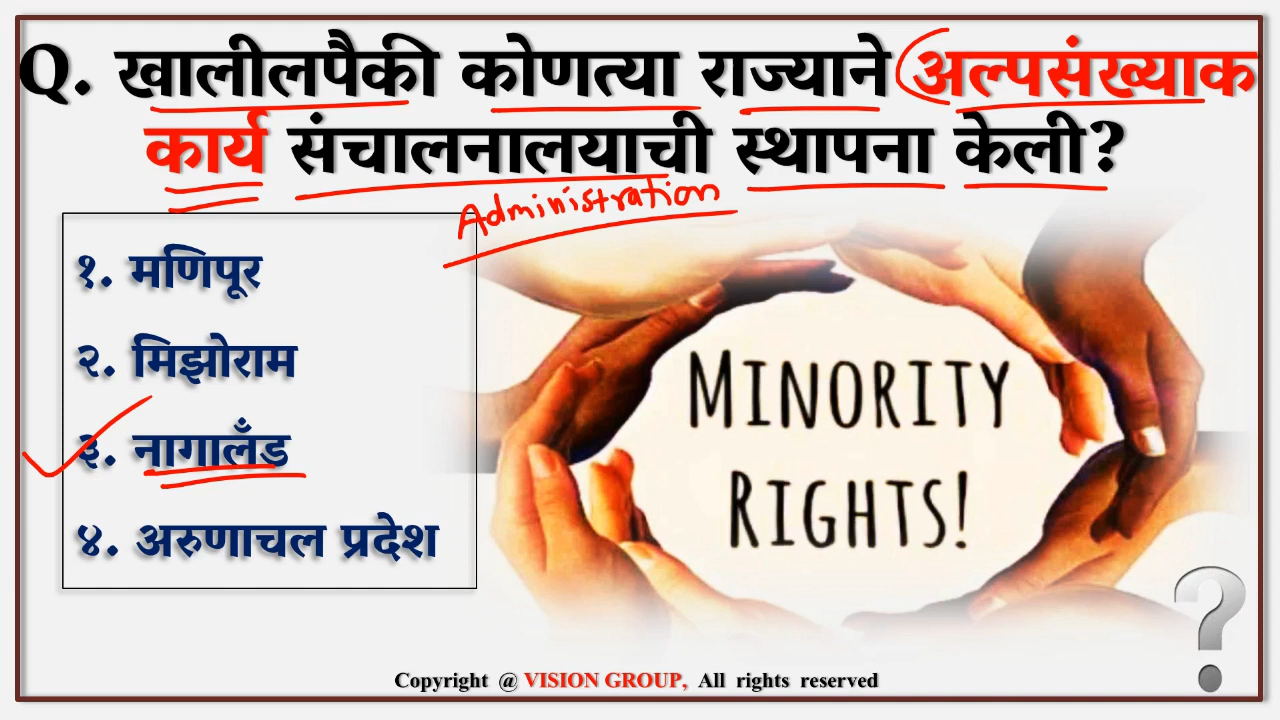 Q. खालीलपैकी कोणत्या राज्याने अल्पसंख्याक
कार्य संचालनालयाची स्थापना केली?
Administration
१. मणिपूर
२. मिझोराम
३. नागालँड
४. अरुणाचल प्रदेश
MINORITY
RIGHTS!
?
Copyright @ VISION GROUP, All rights reserved